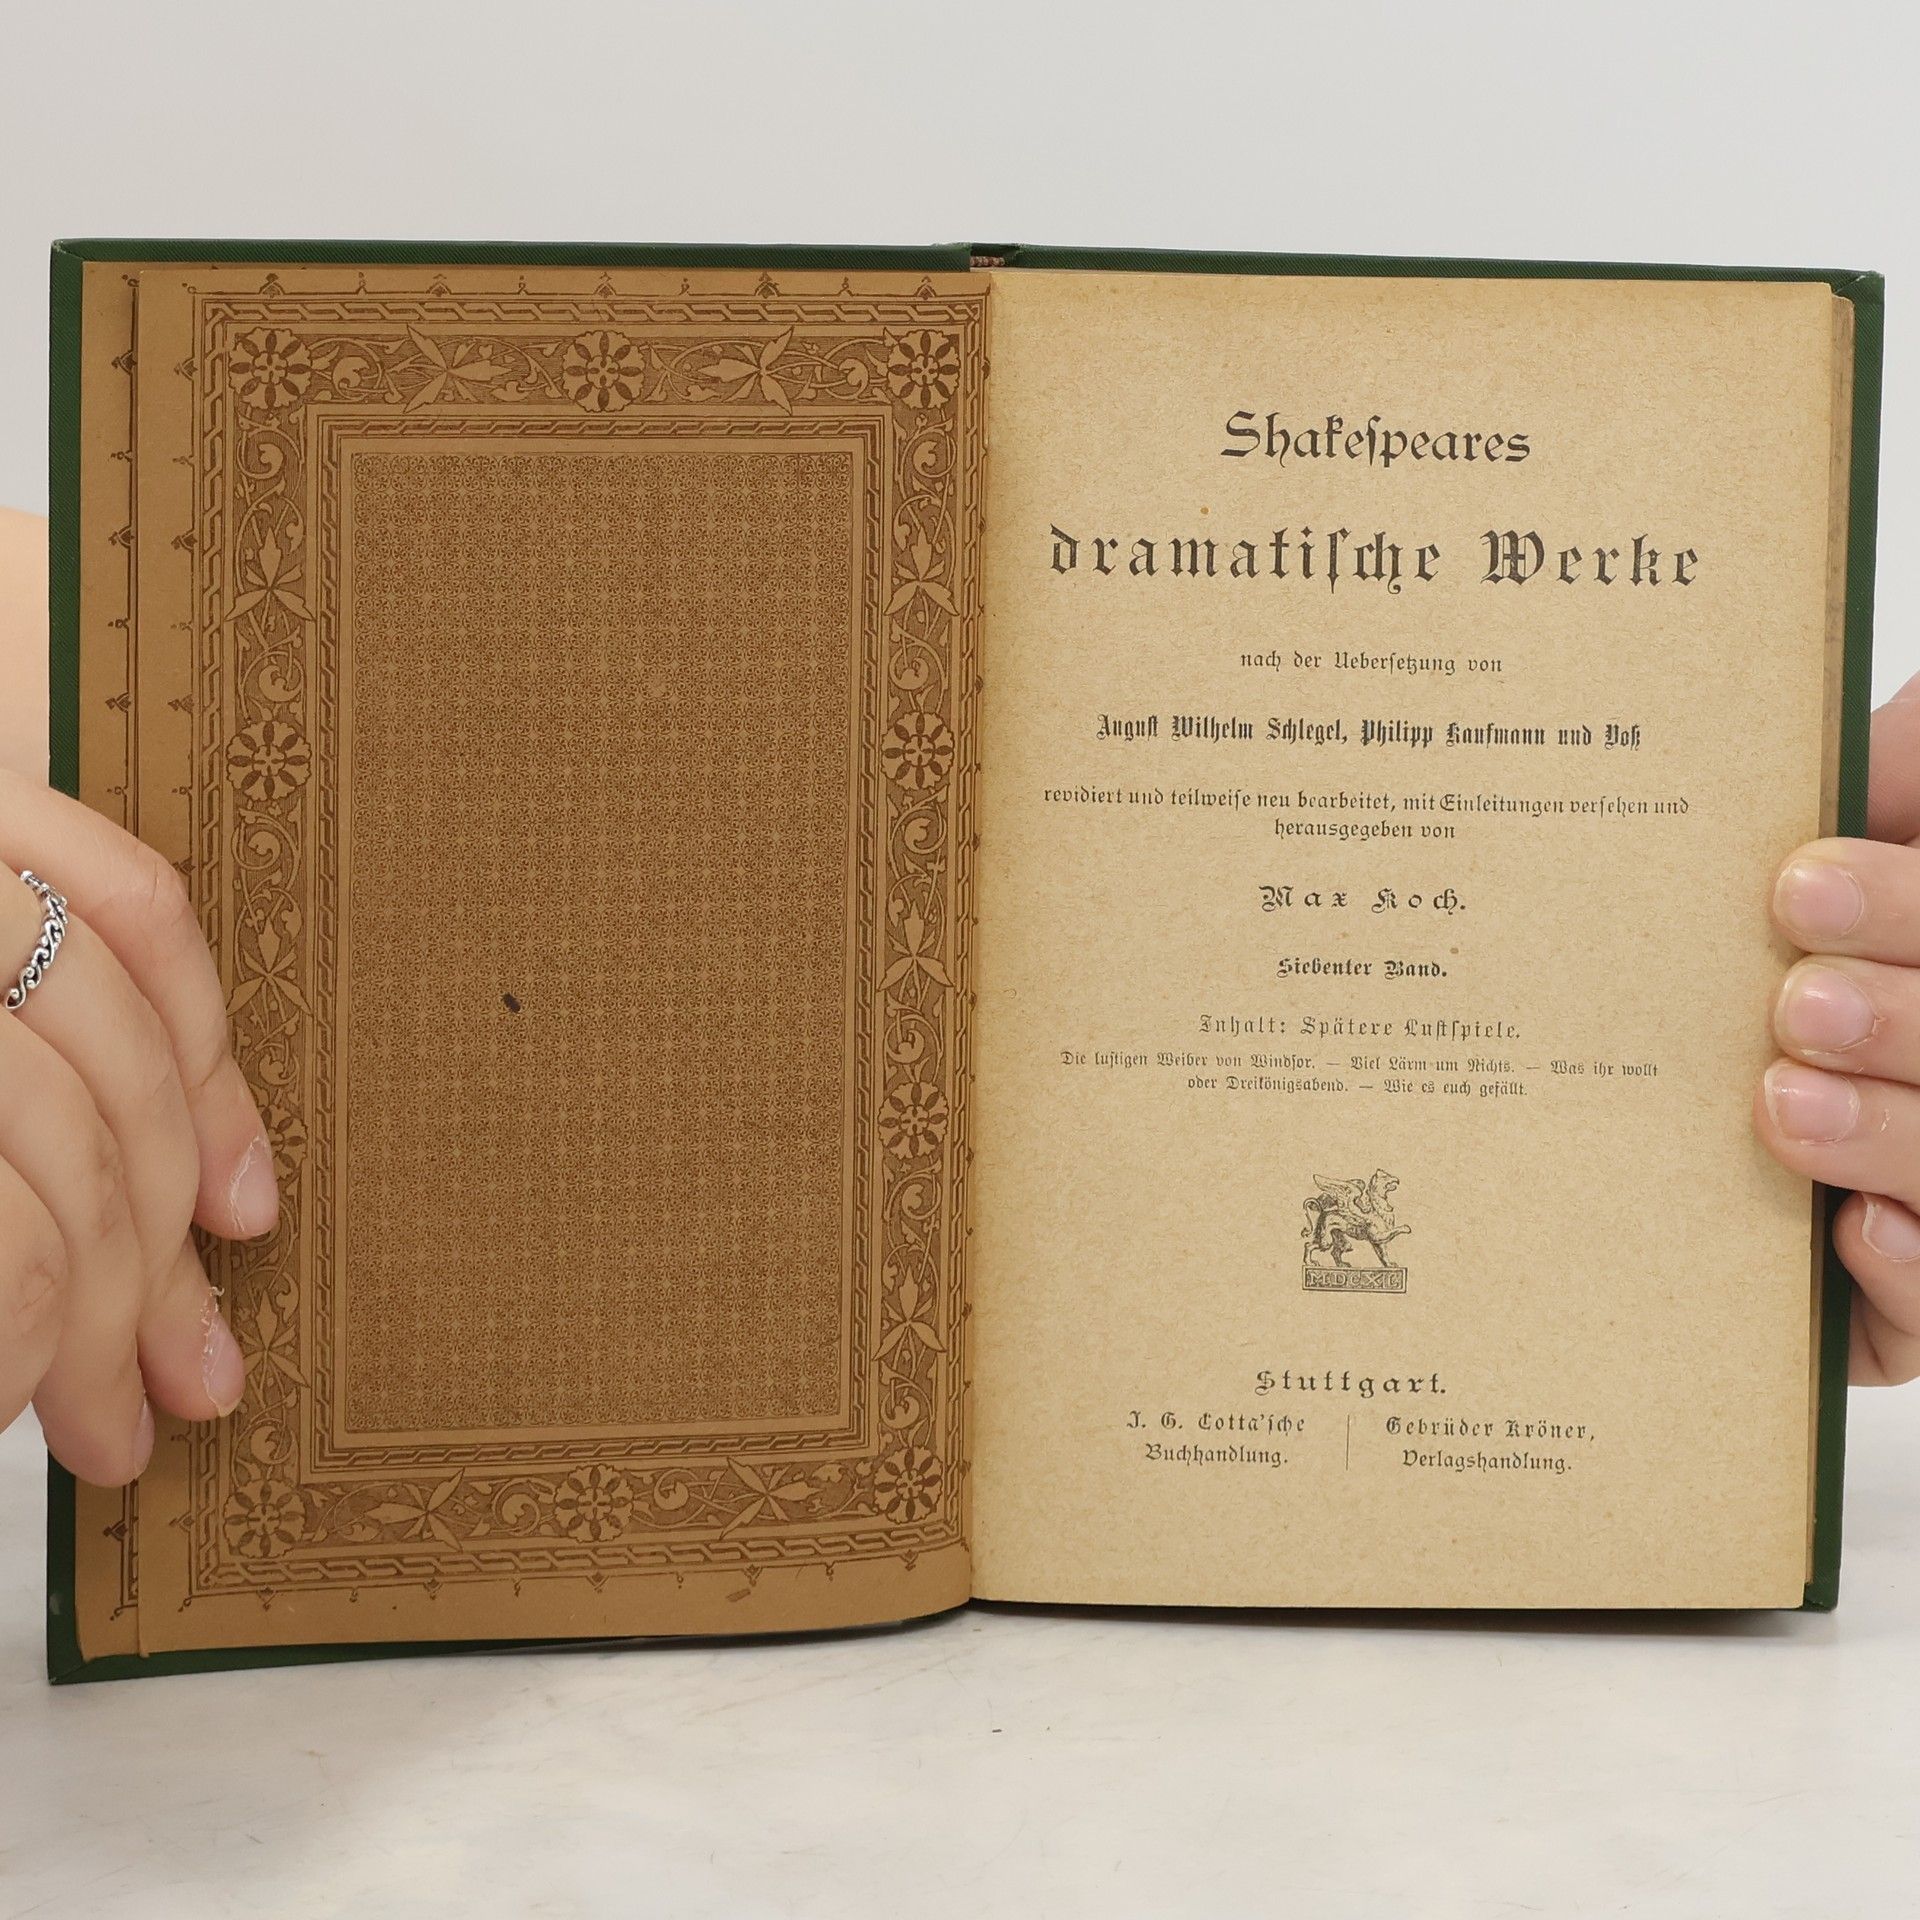 Shakeſpeares
dramatiſche Werke
nach der Ueberſetzung von
Auguſt Wilhelm Schlegel, Philipp Kaufmann und Voß
revidiert und teilweiſe neu bearbeitet, mit Einleitungen verſehen und
herausgegeben von
Max Koch.
Siebenter Band.
Inhalt: Spätere Luſtſpiele.
Die luſtigen Weiber von Windſor. — Viel Lärm um Nichts. — Was ihr wollt
oder Dreikönigsabend. — Wie es euch gefällt.
MDCXL
Stuttgart.
J. G. Cotta'ſche
Buchhandlung.
Gebrüder Kröner,
Verlagshandlung.